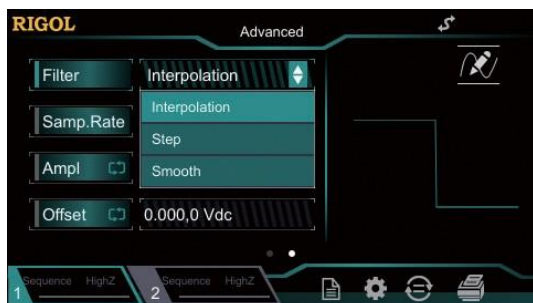 RIGOL
Advanced
Filter
Interpolation
Interpolation
Samp.Rate
Step
Ampl
Smooth
Offset
0.000,0 Vdc
Sequence HighZ
1
Sequence HighZ
2